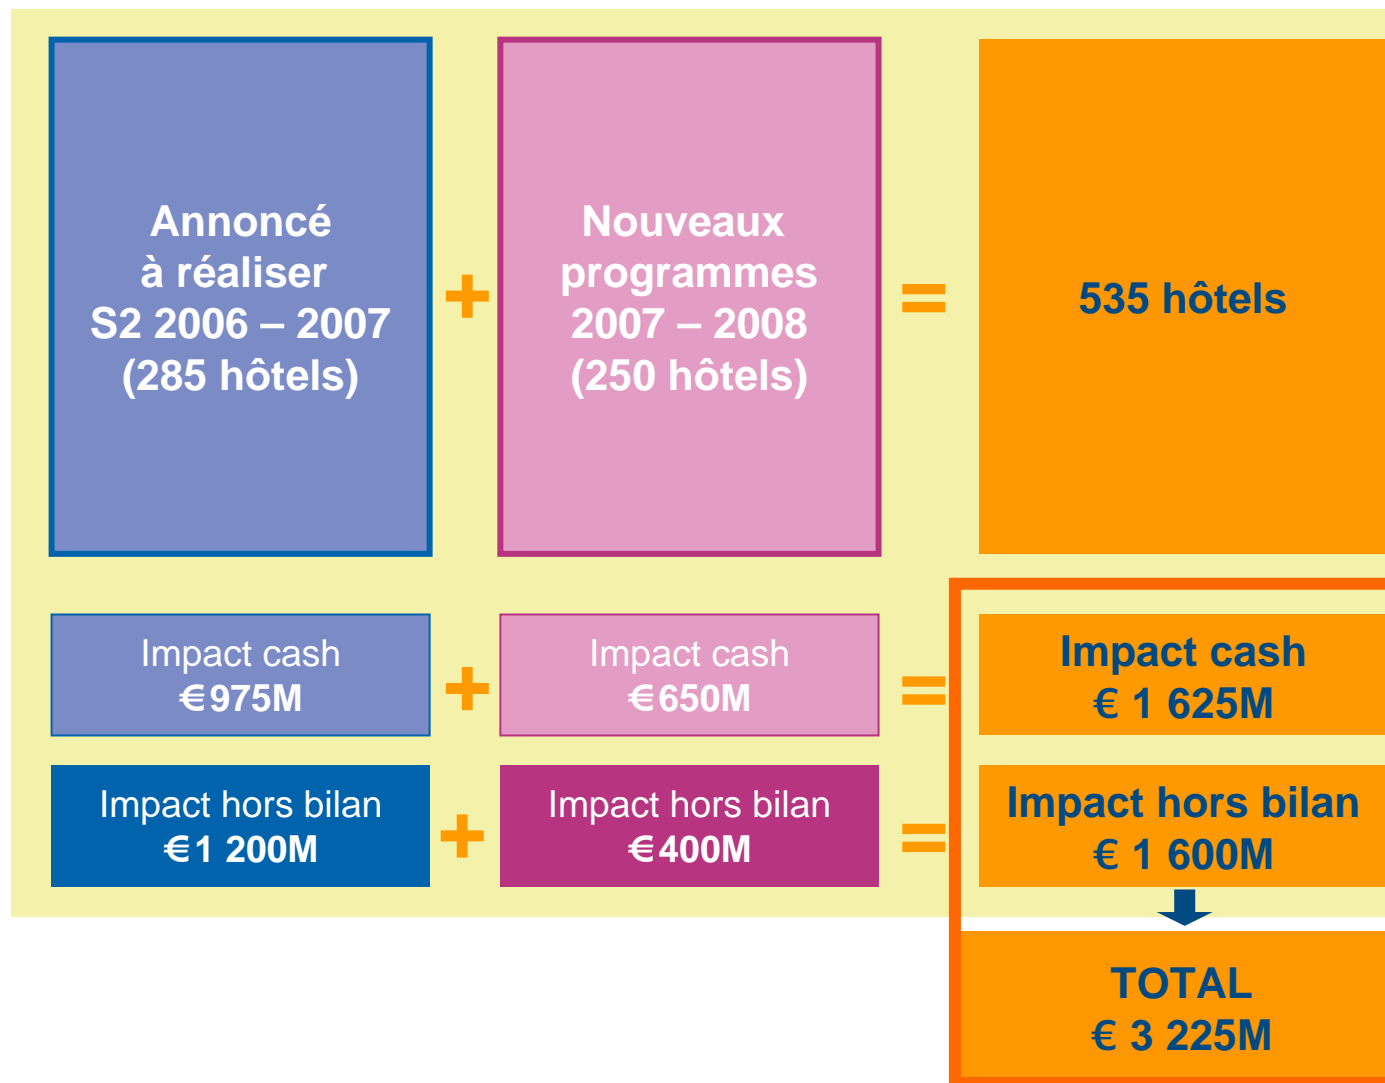 Annoncé
à réaliser
S2 2006 – 2007
(285 hôtels)
+
Nouveaux
programmes
2007 – 2008
(250 hôtels)
=
535 hôtels
Impact cash
€975M
+
Impact cash
€650M
=
Impact cash
€ 1 625M
Impact hors bilan
€1 200M
+
Impact hors bilan
€400M
=
Impact hors bilan
€ 1 600M
TOTAL
€ 3 225M